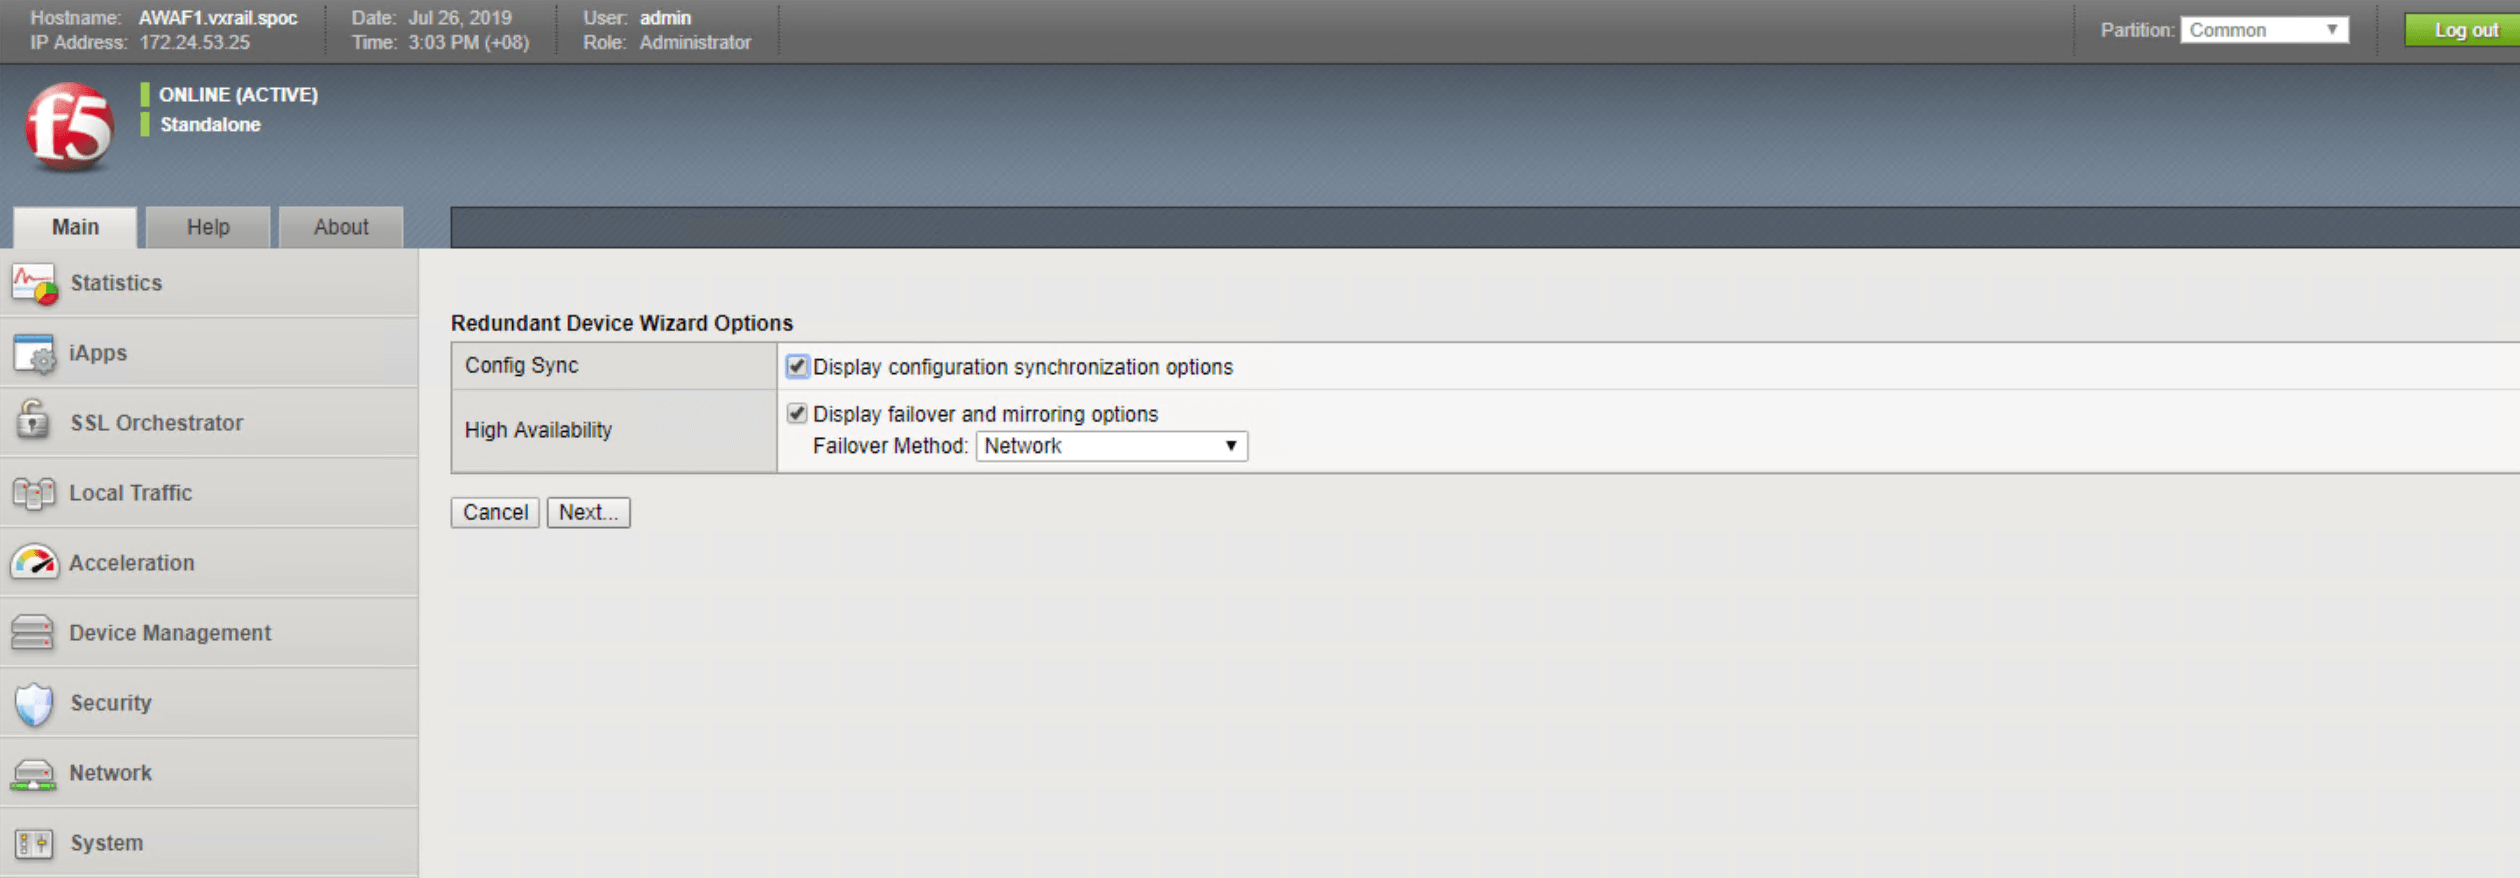 Hostname: AWAF1.vxrail.spoc Date: Jul 26, 2019 User: admin
IP Address: 172.24.53.25 Time: 3:03 PM (+08) Role: Administrator
Partition: Common Log out
f5
ONLINE (ACTIVE)
Standalone
Main Help About
Statistics
iApps
SSL Orchestrator
Local Traffic
Acceleration
Device Management
Security
Network
System
Redundant Device Wizard Options
Config Sync Display configuration synchronization options
High Availability Display failover and mirroring options
Failover Method: Network
Cancel Next...